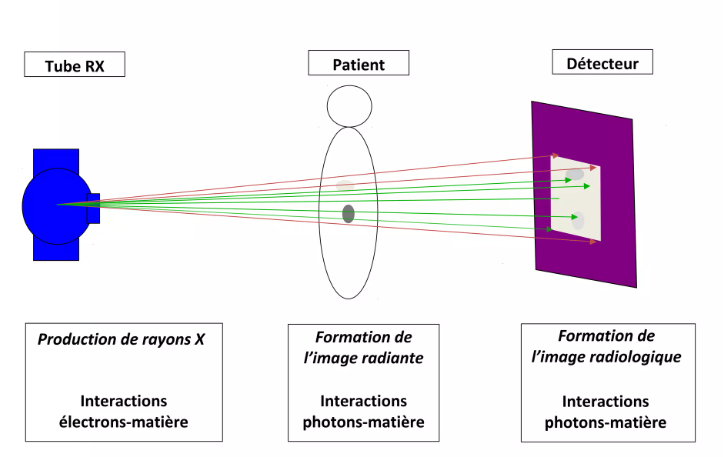 Tube RX
Patient
Détecteur
Production de rayons X
Interactions
électrons-matière
Formation de
l’image radiante
Interactions
photons-matière
Formation de
l’image radiologique
Interactions
photons-matière